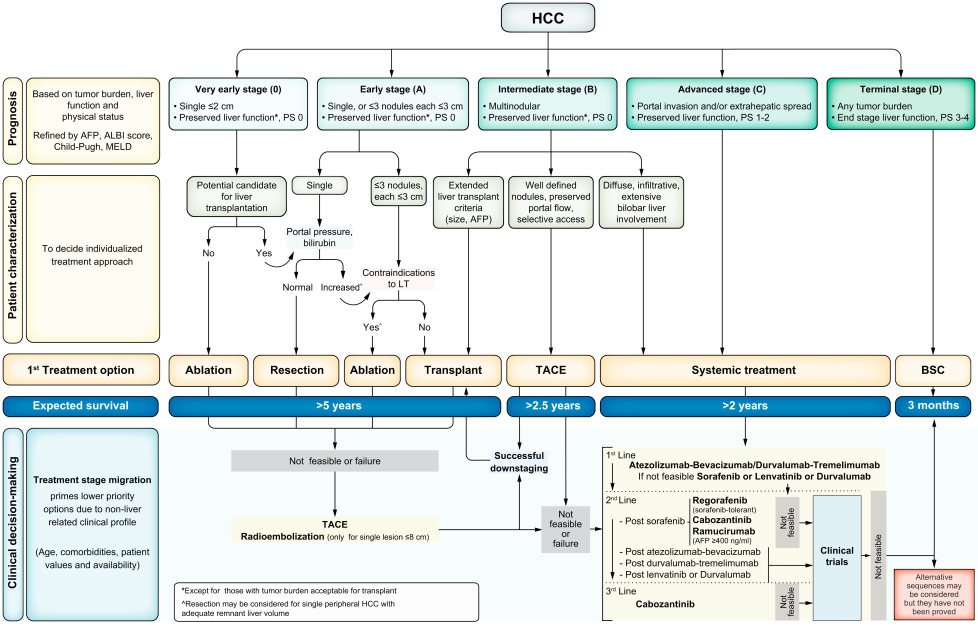 HCC
Prognosis
Based on tumor burden, liver
function and
physical status
Refined by AFP, ALBI score,
Child-Pugh, MELD
Very early stage (0)
• Single ≤2 cm
• Preserved liver function*, PS 0
Early stage (A)
• Single, or ≤3 nodules each ≤3 cm
• Preserved liver function*, PS 0
Intermediate stage (B)
• Multinodular
• Preserved liver function*, PS 0
Advanced stage (C)
• Portal invasion and/or extrahepatic spread
• Preserved liver function, PS 1-2
Terminal stage (D)
• Any tumor burden
• End stage liver function, PS 3-4
Patient characterization
To decide individualized
treatment approach
Potential candidate
for liver
transplantation
Single
≤3 nodules,
each ≤3 cm
Extended
liver transplant
criteria
(size, AFP)
Well defined
nodules, preserved
portal flow,
selective access
Diffuse, infiltrative,
extensive
bilobar liver
involvement
No
Yes
Portal pressure,
bilirubin
Normal
Increased^
Contraindications
to LT
Yes^
No
1st Treatment option
Ablation
Resection
Ablation
Transplant
TACE
Systemic treatment
BSC
Expected survival
>5 years
>2.5 years
>2 years
3 months
Clinical decision-making
Treatment stage migration
primes lower priority
options due to non-liver
related clinical profile
(Age, comorbidities, patient
values and availability)
Not feasible or failure
Successful
downstaging
TACE
Radioembolization (only for single lesion ≤8 cm)
Not
feasible
or failure
1st Line
Atezolizumab-Bevacizumab/Durvalumab-Tremelimumab
If not feasible Sorafenib or Lenvatinib or Durvalumab
2nd Line
- Post sorafenib
Regorafenib
(sorafenib-tolerant)
Cabozantinib
Ramucirumab
(AFP ≥400 ng/ml)
Not
feasible
- Post atezolizumab-bevacizumab
- Post durvalumab-tremelimumab
- Post lenvatinib or Durvalumab
Clinical
trials
Not feasible
3rd Line
Cabozantinib
Not
feasible
Alternative
sequences may
be considered
but they have not
been proved
*Except for those with tumor burden acceptable for transplant
^Resection may be considered for single peripheral HCC with
adequate remnant liver volume